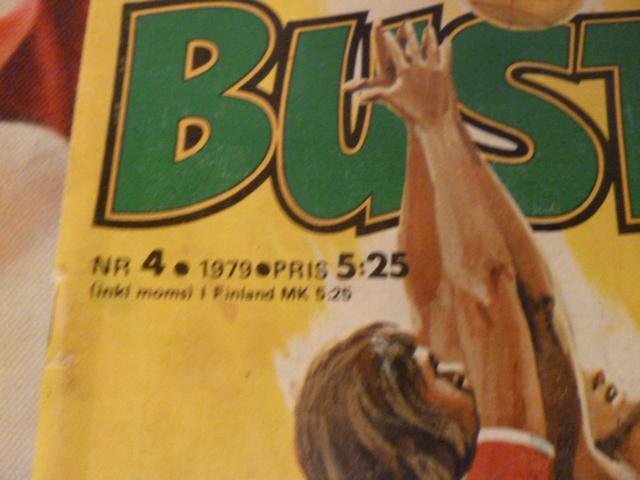 BUST
NR 4 • 1979 • PRIS 5:25
(inkl moms) I Finland MK 5:25